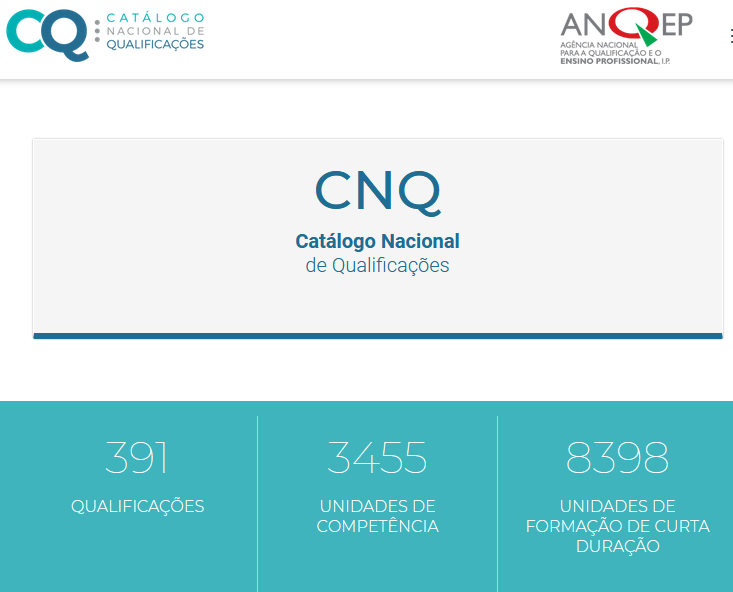 CQ
CATÁLOGO
NACIONAL DE
QUALIFICAÇÕES
ANQEP
AGÊNCIA NACIONAL
PARA A QUALIFICAÇÃO E O
ENSINO PROFISSIONAL, I.P.
CNQ
Catálogo Nacional
de Qualificações
391
QUALIFICAÇÕES
3455
UNIDADES DE
COMPETÊNCIA
8398
UNIDADES DE
FORMAÇÃO DE CURTA
DURAÇÃO